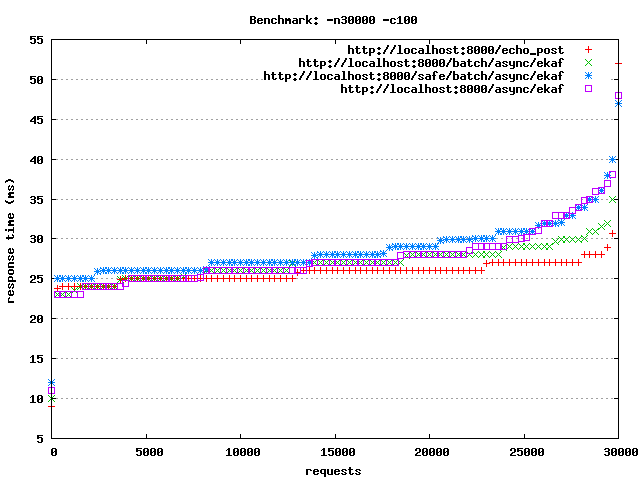 Benchmark: -n30000 -c100
http://localhost:8000/echo_post
http://localhost:8000/batch/async/ekaf
http://localhost:8000/safe/batch/async/ekaf
http://localhost:8000/async/ekaf
response time (ms)
55
50
45
40
35
30
25
20
15
10
5
0 5000 10000 15000 20000 25000 30000
requests